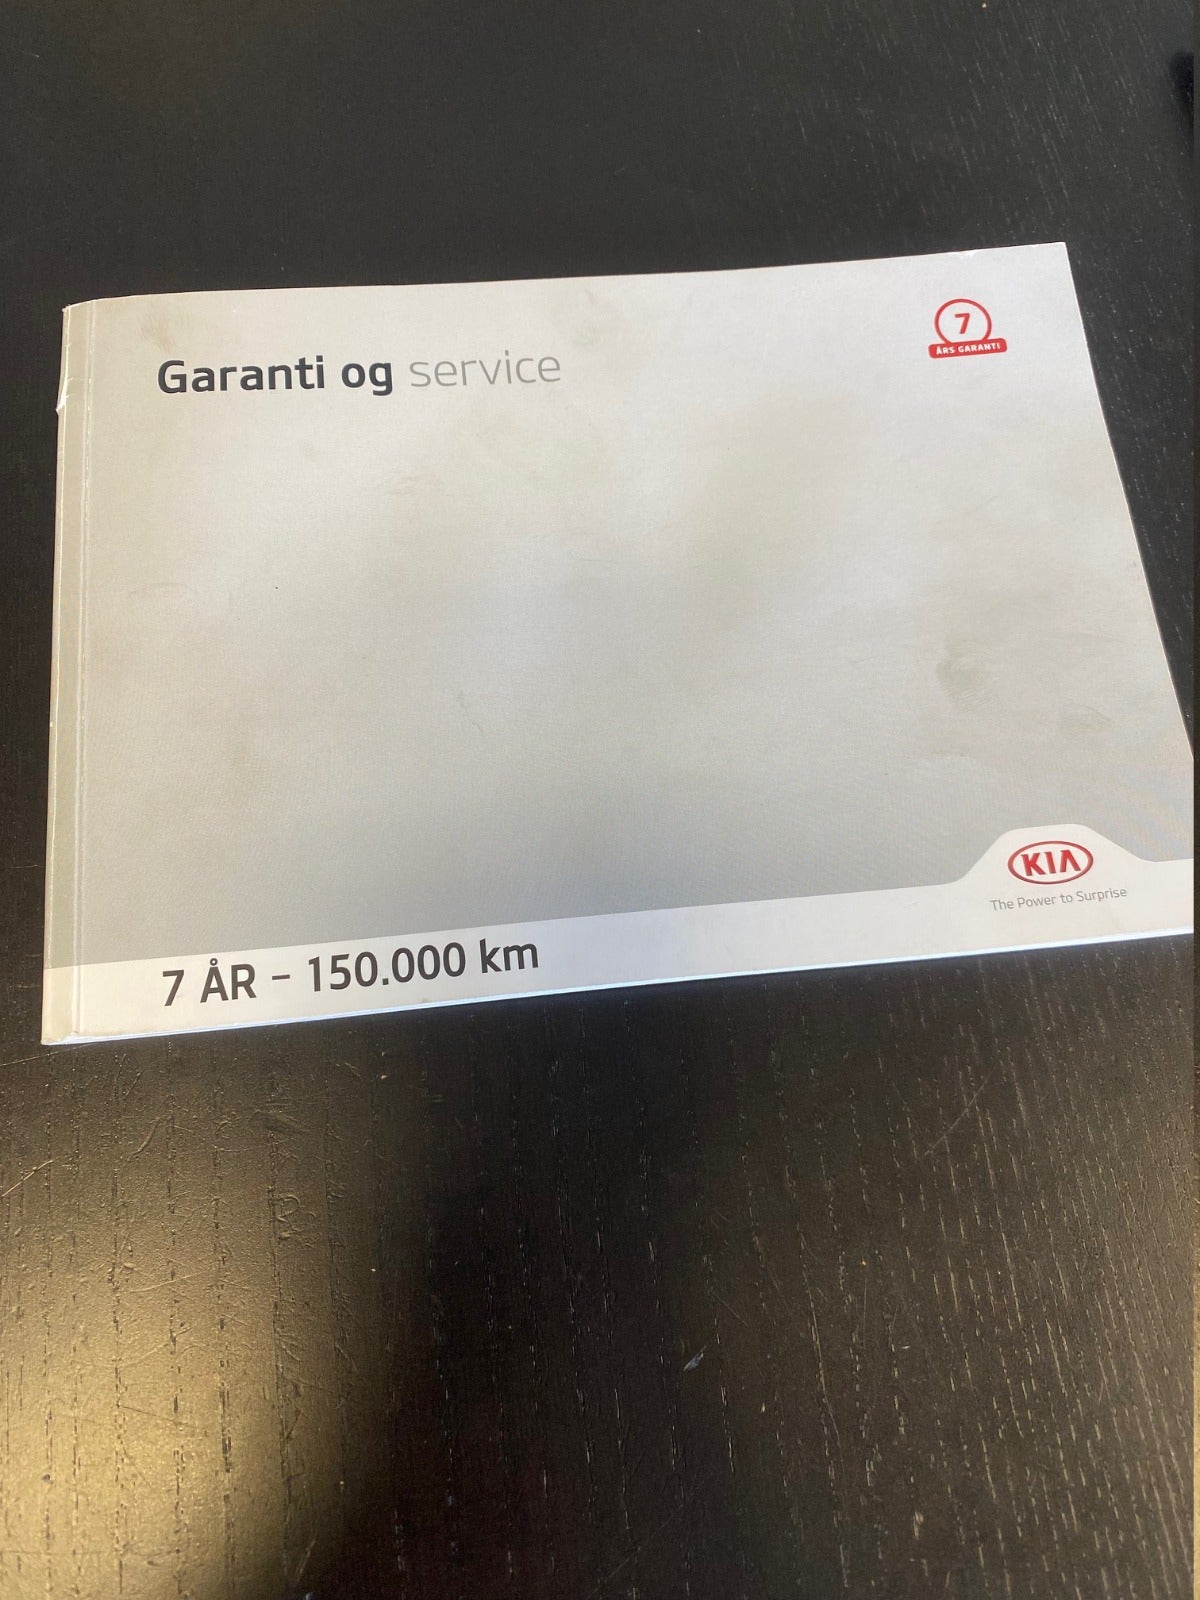 7
ÅRS GARANTI
Garanti og service
KIA
The Power to Surprise
7 ÅR – 150.000 km